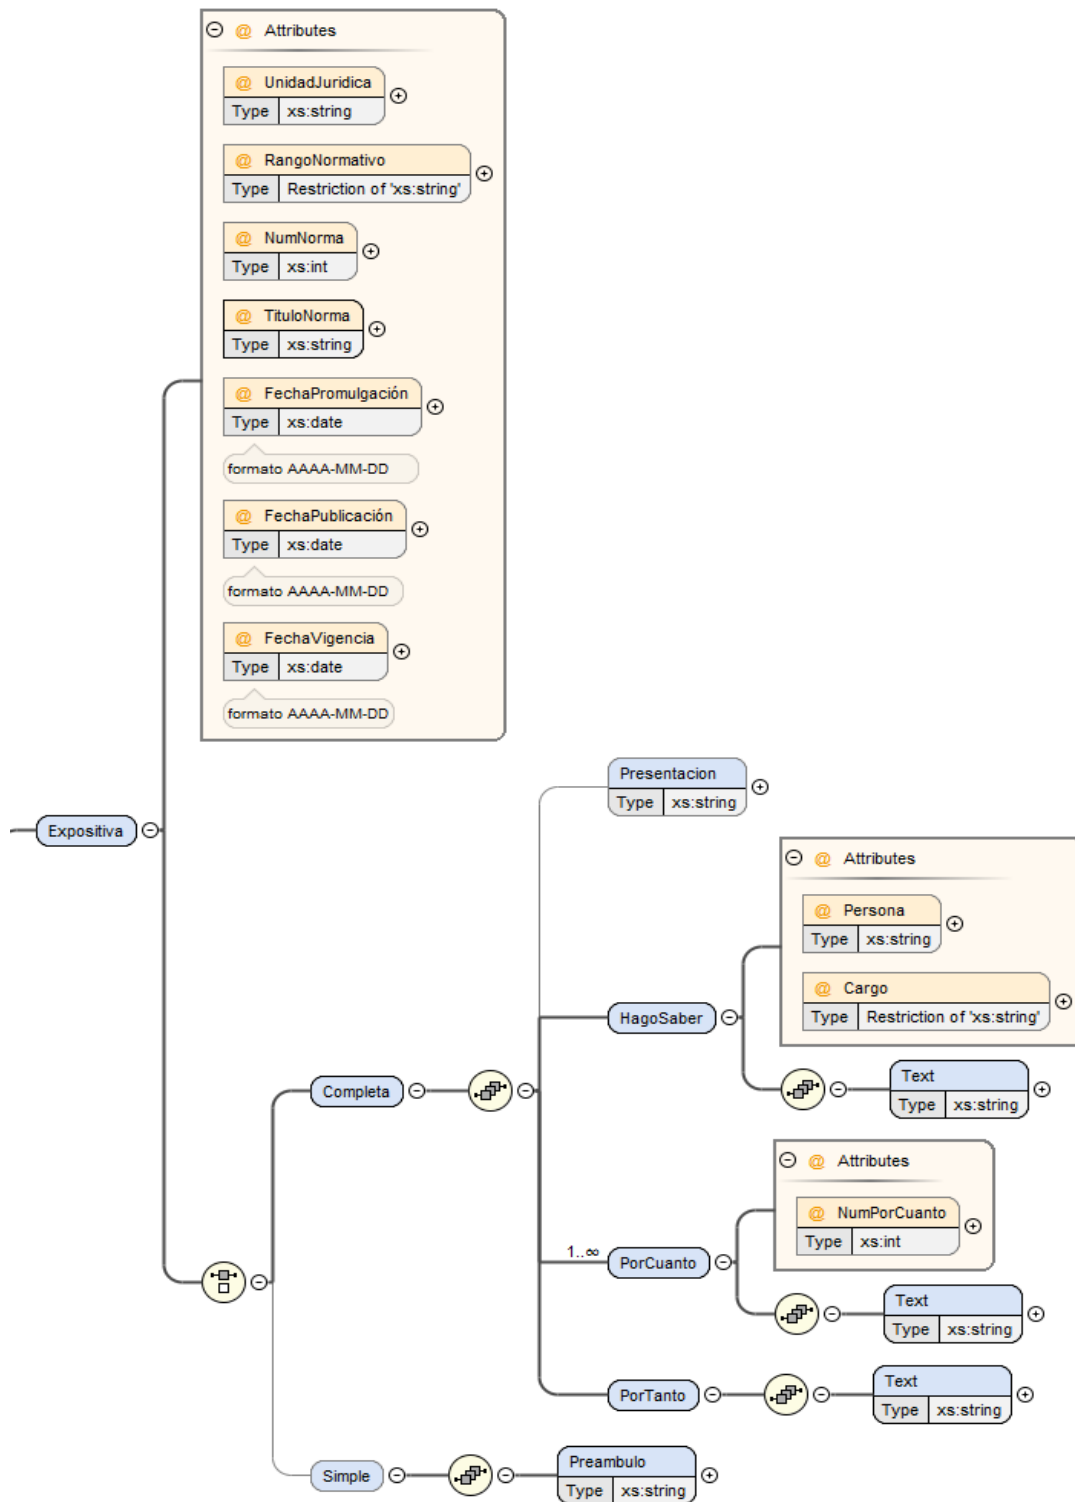 @ Attributes
@ UnidadJuridica
Type xs:string
@ RangoNormativo
Type Restriction of 'xs:string'
@ NumNorma
Type xs:int
@ TituloNorma
Type xs:string
@ FechaPromulgación
Type xs:date
formato AAAA-MM-DD
@ FechaPublicación
Type xs:date
formato AAAA-MM-DD
@ FechaVigencia
Type xs:date
formato AAAA-MM-DD
Expositiva
Completa
Presentacion
Type xs:string
HagoSaber
@ Attributes
@ Persona
Type xs:string
@ Cargo
Type Restriction of 'xs:string'
Text
Type xs:string
1..∞
PorCuanto
@ Attributes
@ NumPorCuanto
Type xs:int
Text
Type xs:string
PorTanto
Text
Type xs:string
Simple
Preambulo
Type xs:string